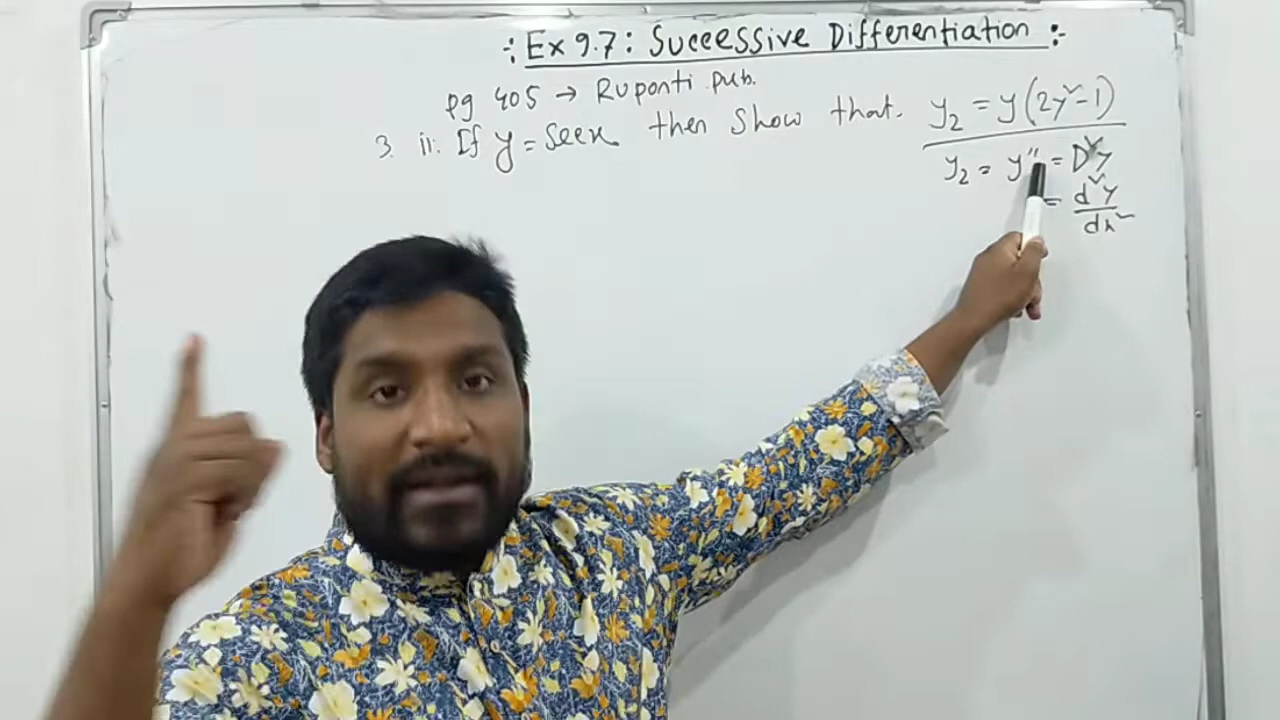 :Ex 9.7: Successive Differentiation :-
pg 405 → Ruponti pub.
3. ii. If y = Secx then show that. y₂ = y(2y²-1)
y₂ = y" = D²y
= d²y/dx²